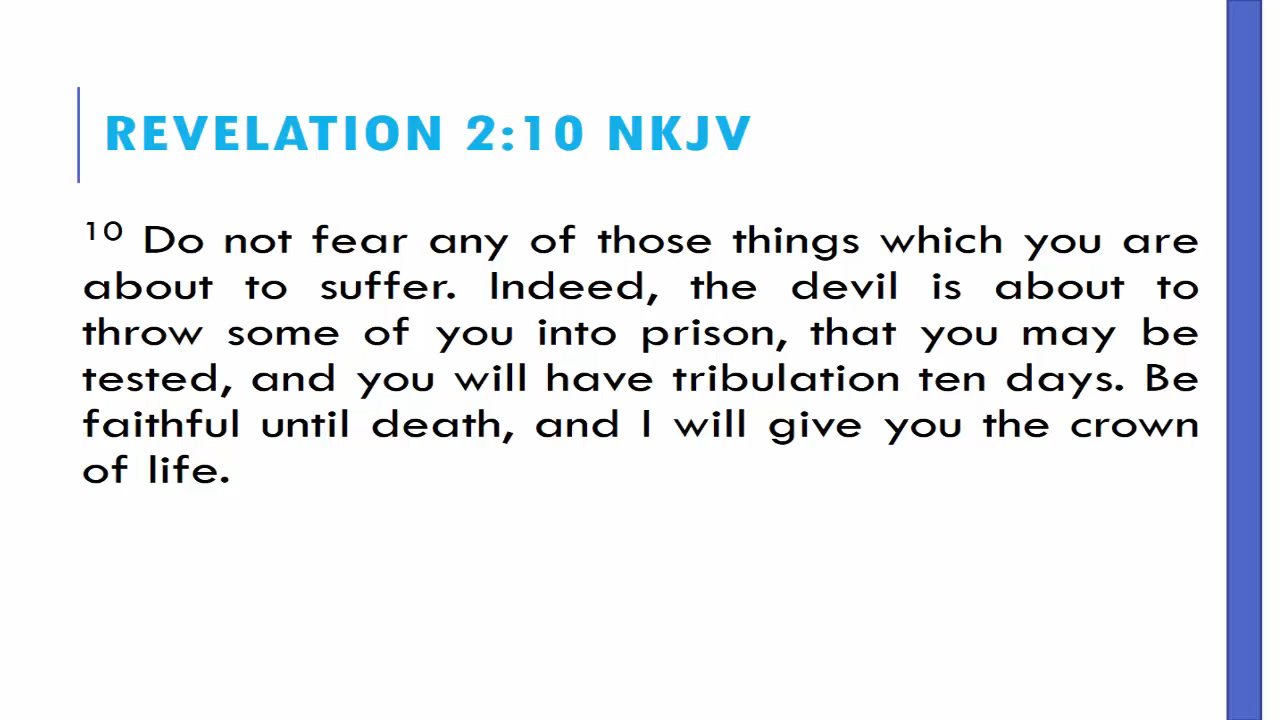 REVELATION 2:10 NKJV
¹⁰ Do not fear any of those things which you are
about to suffer. Indeed, the devil is about to
throw some of you into prison, that you may be
tested, and you will have tribulation ten days. Be
faithful until death, and I will give you the crown
of life.